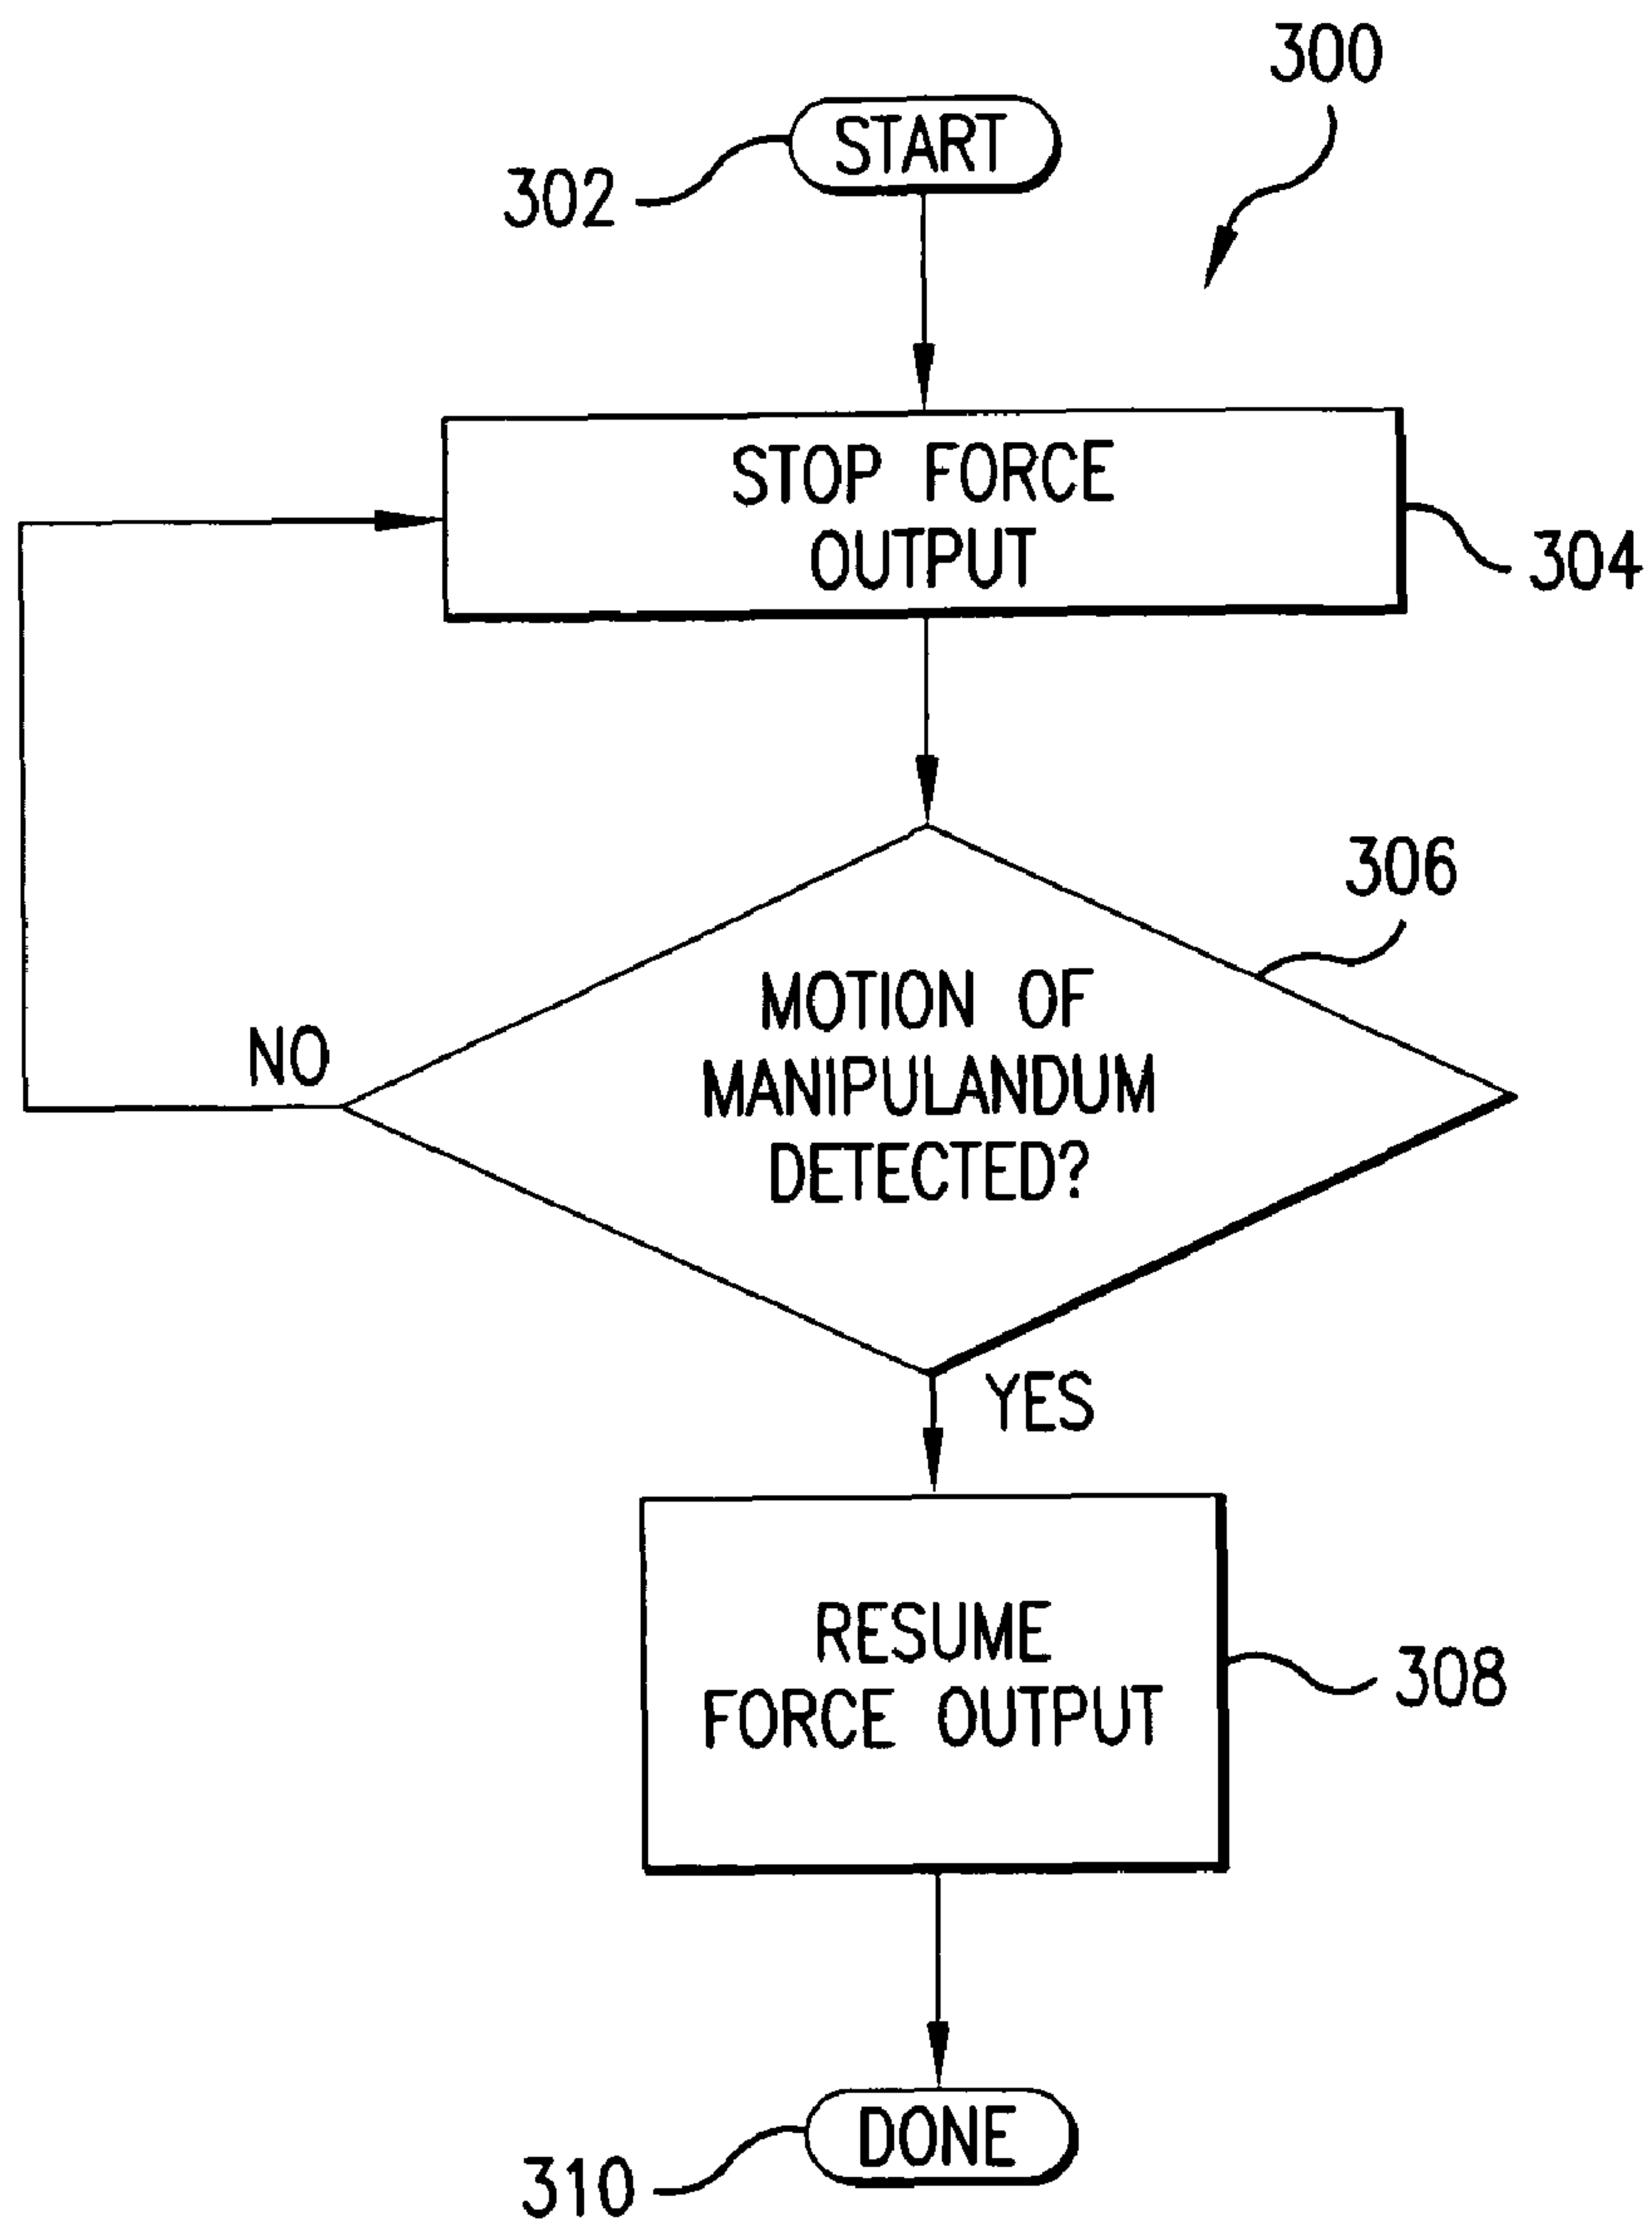 300
START
302
STOP FORCE
OUTPUT
304
306
MOTION OF
MANIPULANDUM
DETECTED?
NO
YES
RESUME
FORCE OUTPUT
308
DONE
310